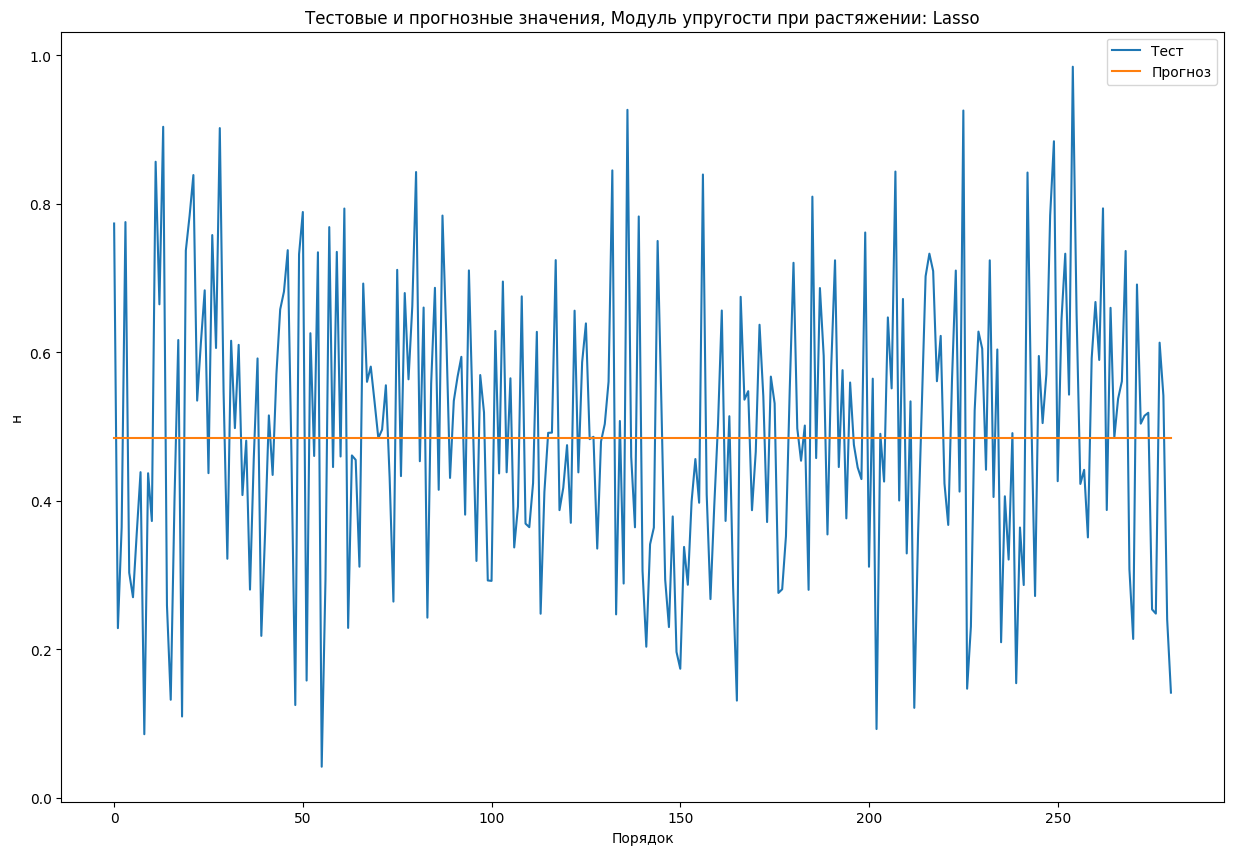 Тестовые и прогнозные значения, Модуль упругости при растяжении: Lasso
Тест
Прогноз
1.0
0.8
0.6
0.4
0.2
0.0
н
0
50
100
150
200
250
Порядок